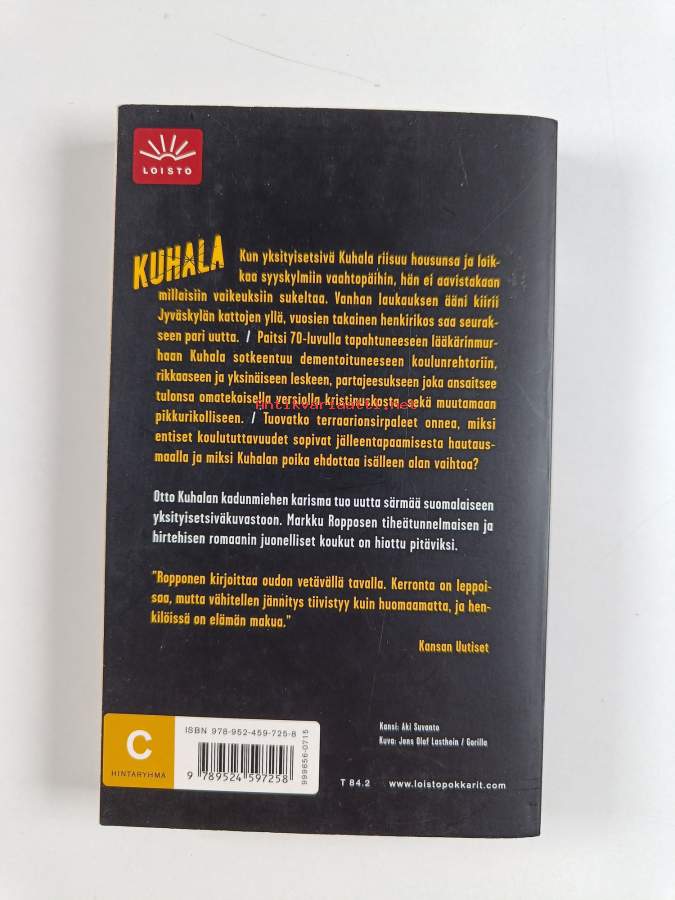 LOISTO
KUHALA
Kun yksityisetsivä Kuhala riisuu housunsa ja loik-
kaa syyskylmiin vaahtopäihin, hän ei aavistakaan
millaisiin vaikeuksiin sukeltaa. Vanhan laukauksen ääni kiirii
Jyväskylän kattojen yllä, vuosien takainen henkirikos saa seurak-
seen pari uutta. / Paitsi 70-luvulla tapahtuneeseen lääkärinmur-
haan Kuhala sotkeentuu dementoituneeseen koulunrehtoriin,
rikkaaseen ja yksinäiseen leskeen, partajeesukseen joka ansaitsee
tulonsa omatekoisella versiolla kristinuskosta sekä muutamaan
Antikvariaatti.net
pikkurikolliseen. / Tuovatko terraarionsirpaleet onnea, miksi
entiset koulututtavuudet sopivat jälleentapaamisesta hautaus-
maalla ja miksi Kuhalan poika ehdottaa isälleen alan vaihtoa?
Otto Kuhalan kadunmiehen karisma tuo uutta särmää suomalaiseen
yksityisetsiväkuvastoon. Markku Ropposen tiheätunnelmaisen ja
hirtehisen romaanin juonelliset koukut on hiottu pitäviksi.
"Ropponen kirjoittaa oudon vetävällä tavalla. Kerronta on leppoi-
saa, mutta vähitellen jännitys tiivistyy kuin huomaamatta, ja hen-
kilöissä on elämän makua."
Kansan Uutiset
C
HINTARYHMÄ
ISBN 978-952-459-725-8
9 789524 597258
999656-0715
Kansi: Aki Suvanto
Kuva: Jens Olof Lasthein / Gorilla
T 84.2 www.loistopokkarit.com